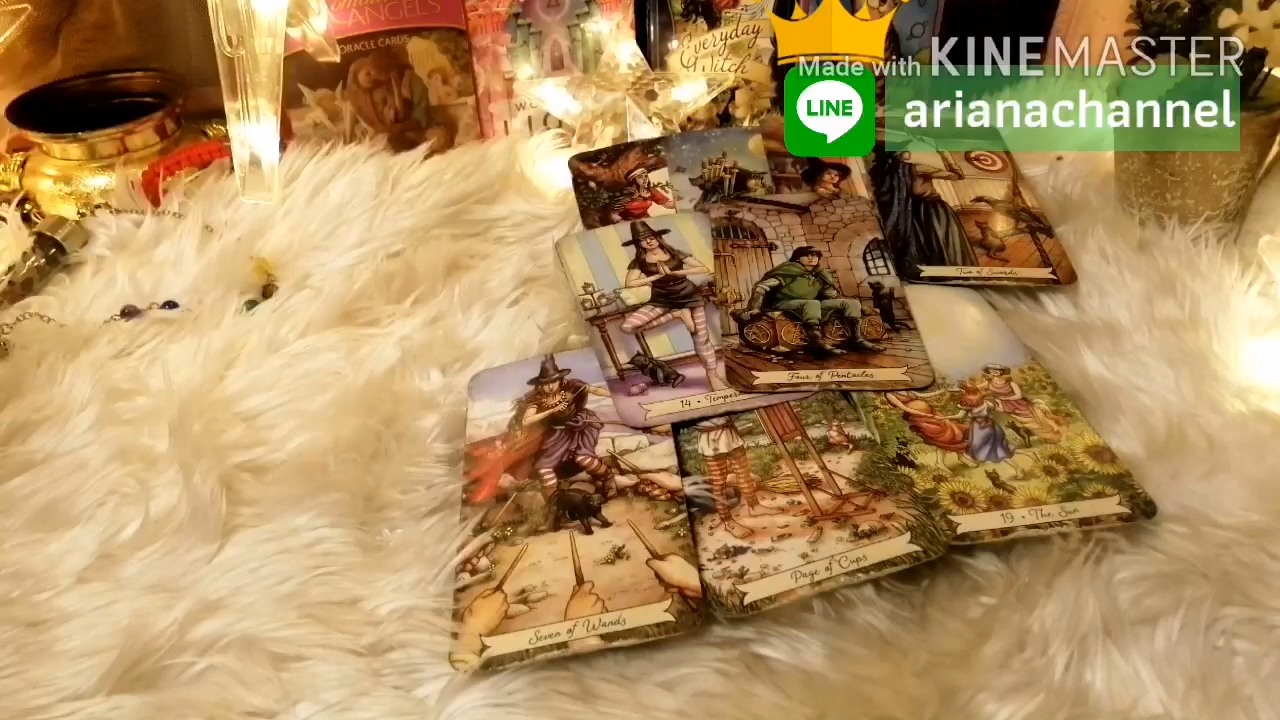 ANGELS
ORACLE CARDS
Everyday
Witch
Made with KINEMASTER
LINE
arianachannel
Two of Swords
Four of Pentacles
14 • Temper
19 • The Sun
Page of Cups
Seven of Wands